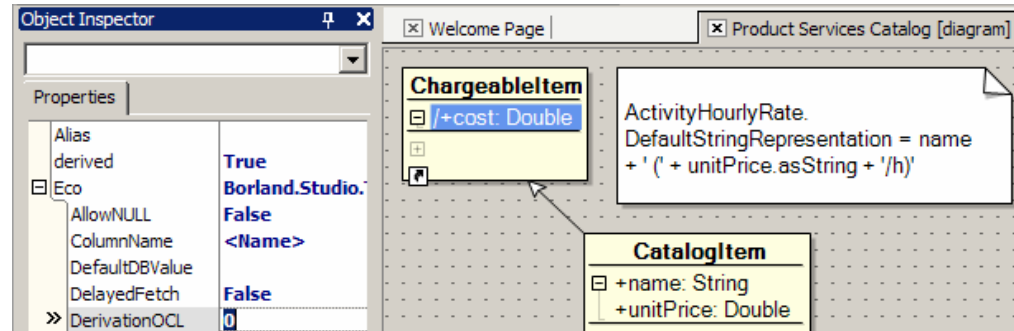 Object Inspector
Welcome Page
Product Services Catalog [diagram]
Properties
Alias
derived True
Eco Borland.Studio.
AllowNULL False
ColumnName <Name>
DefaultDBValue
DelayedFetch False
DerivationOCL 0
ChargeableItem
/+cost: Double
ActivityHourlyRate.
DefaultStringRepresentation = name
+ ' (' + unitPrice.asString + '/h)'
CatalogItem
+name: String
+unitPrice: Double